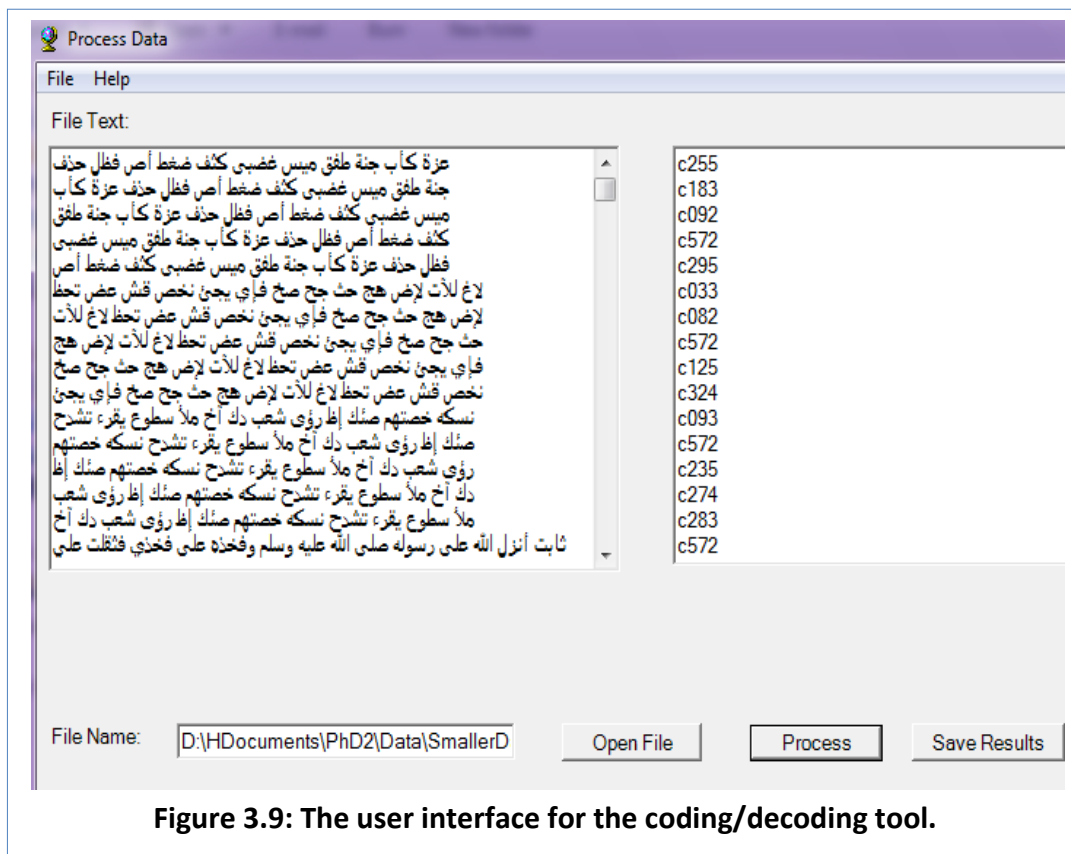 Process Data
File Help
File Text:
عزة كأب جنة طفق ميس غضبى كثف ضغط أص فظل حذف
جنة طفق ميس غضبى كثف ضغط أص فظل حذف عزة كأب
ميس غضبى كثف ضغط أص فظل حذف عزة كأب جنة طفق
كثف ضغط أص فظل حذف عزة كأب جنة طفق ميس غضبى
فظل حذف عزة كأب جنة طفق ميس غضبى كثف ضغط أص
لاغ للآت لإض هج حث جح صخ فإي يجئ نخص قش عض تحظ
لإض هج حث جح صخ فإي يجئ نخص قش عض تحظ لاغ للآت
حث جح صخ فإي يجئ نخص قش عض تحظ لاغ للآت لإض هج
فإي يجئ نخص قش عض تحظ لاغ للآت لإض هج حث جح صخ
نخص قش عض تحظ لاغ للآت لإض هج حث جح صخ فإي يجئ
نسكه خصتهم صئك إظ رؤى شعب دك آخ ملأ سطوع يقرء تشدح
صئك إظ رؤى شعب دك آخ ملأ سطوع يقرء تشدح نسكه خصتهم
رؤى شعب دك آخ ملأ سطوع يقرء تشدح نسكه خصتهم صئك إظ
دك آخ ملأ سطوع يقرء تشدح نسكه خصتهم صئك إظ رؤى شعب
ملأ سطوع يقرء تشدح نسكه خصتهم صئك إظ رؤى شعب دك آخ
ثابت أنزل الله على رسوله صلى الله عليه وسلم وفخذه على فخذي فثقلت علي
c255
c183
c092
c572
c295
c033
c082
c572
c125
c324
c093
c572
c235
c274
c283
c572
File Name:
D:\HDocuments\PhD2\Data\SmallerD
Open File
Process
Save Results
Figure 3.9: The user interface for the coding/decoding tool.